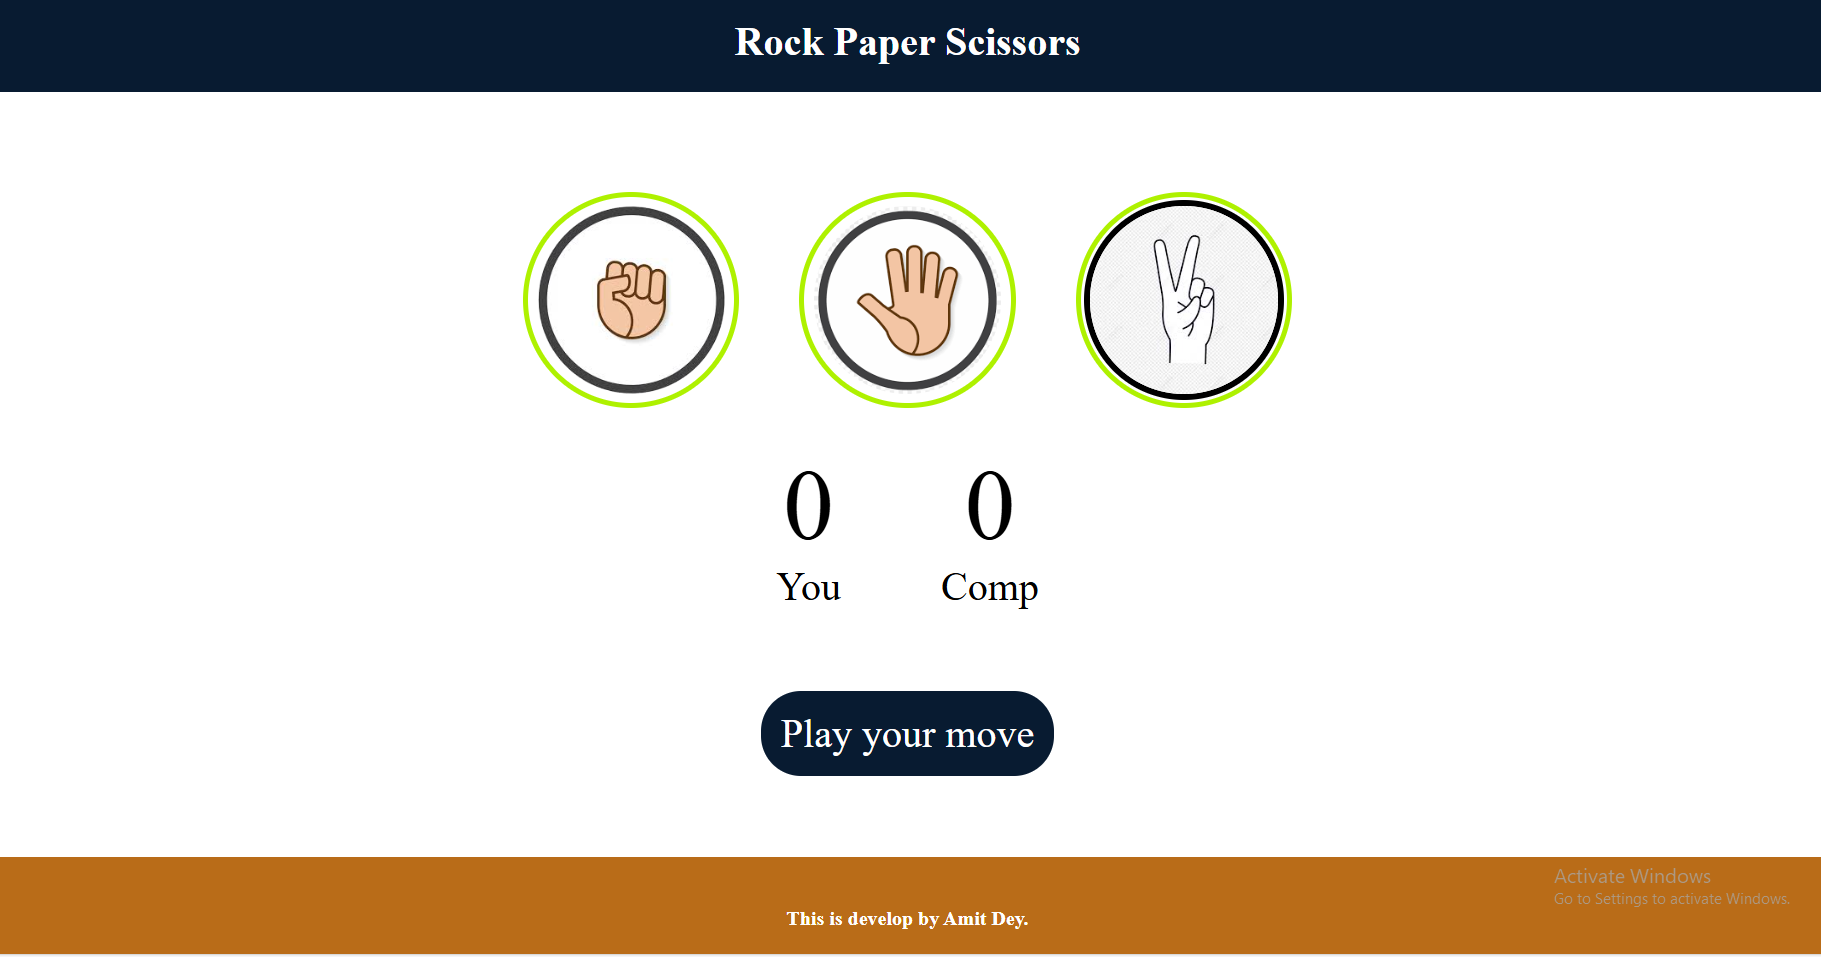 Rock Paper Scissors
0 0
You Comp
Play your move
Activate Windows
Go to Settings to activate Windows.
This is develop by Amit Dey.